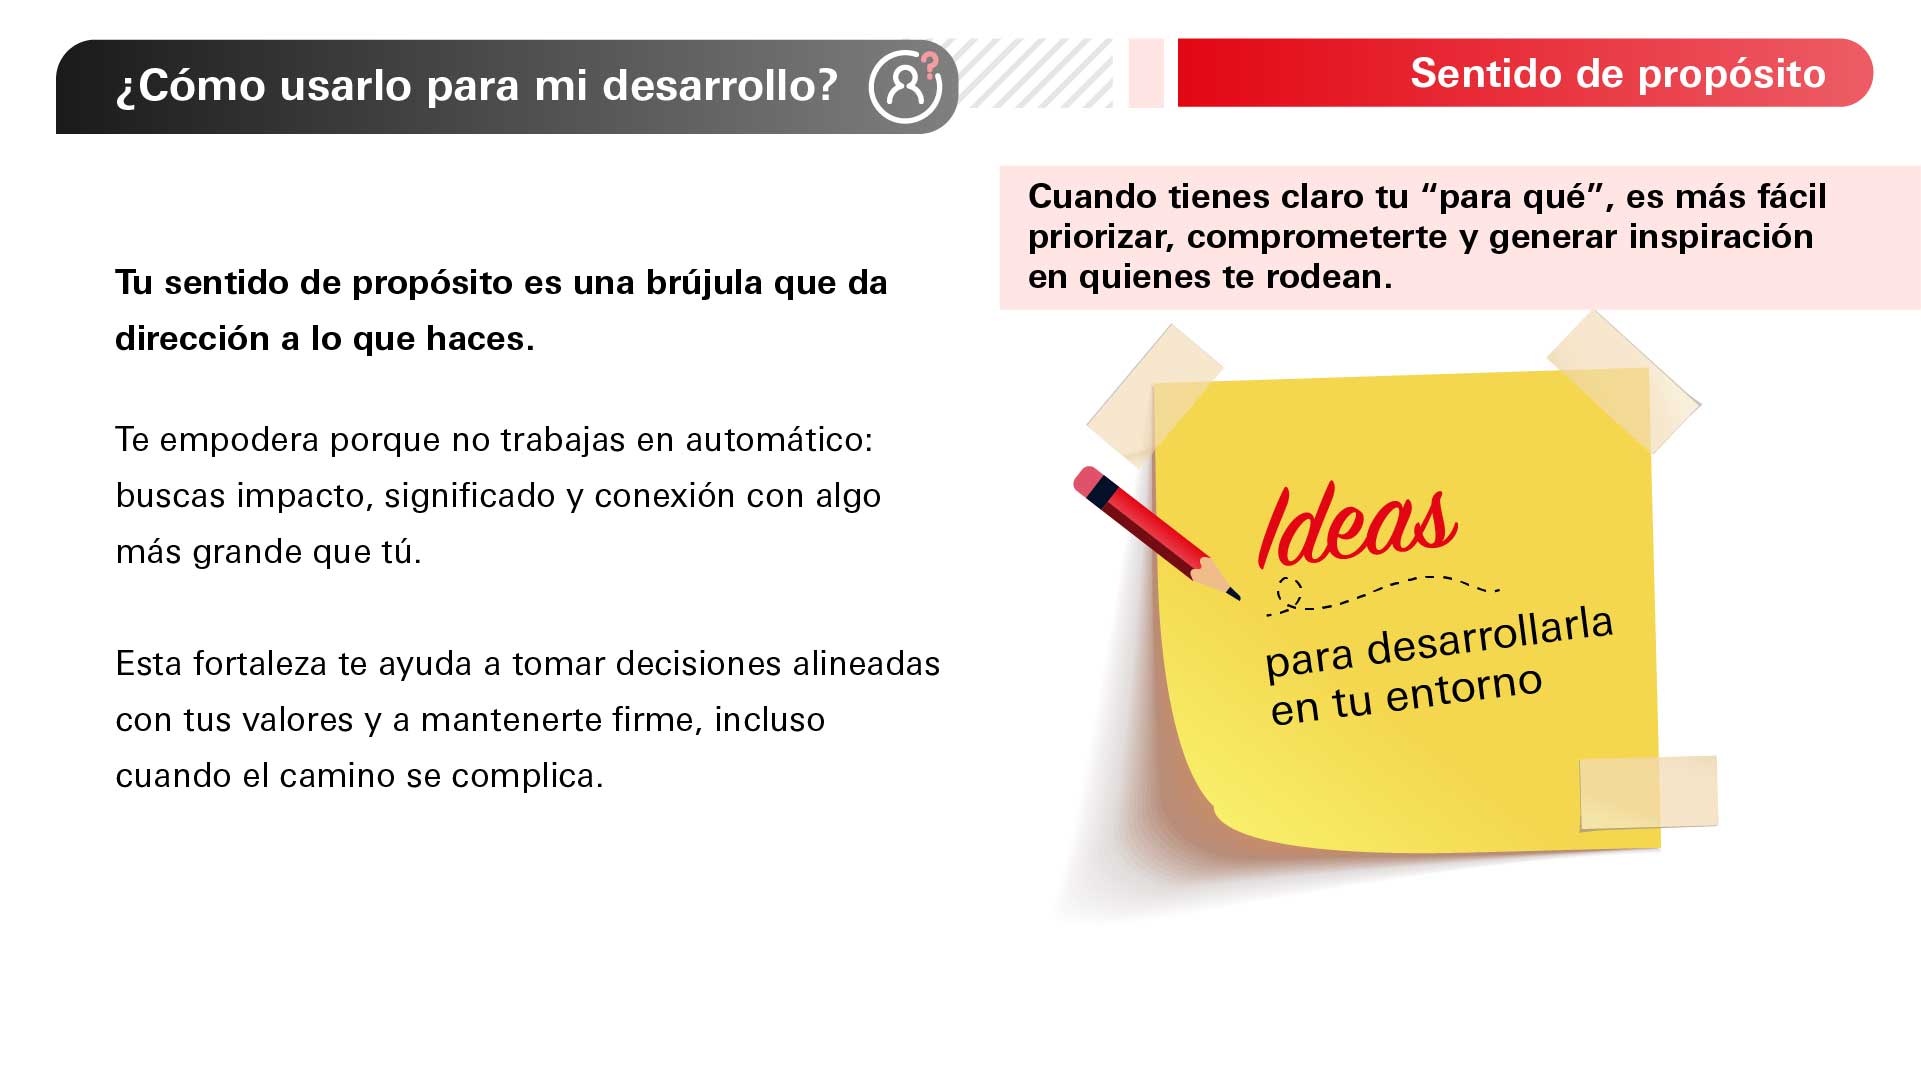 ¿Cómo usarlo para mi desarrollo?
Sentido de propósito
Tu sentido de propósito es una brújula que da
dirección a lo que haces.
Te empodera porque no trabajas en automático:
buscas impacto, significado y conexión con algo
más grande que tú.
Esta fortaleza te ayuda a tomar decisiones alineadas
con tus valores y a mantenerte firme, incluso
cuando el camino se complica.
Cuando tienes claro tu “para qué”, es más fácil
priorizar, comprometerte y generar inspiración
en quienes te rodean.
Ideas
para desarrollarla
en tu entorno